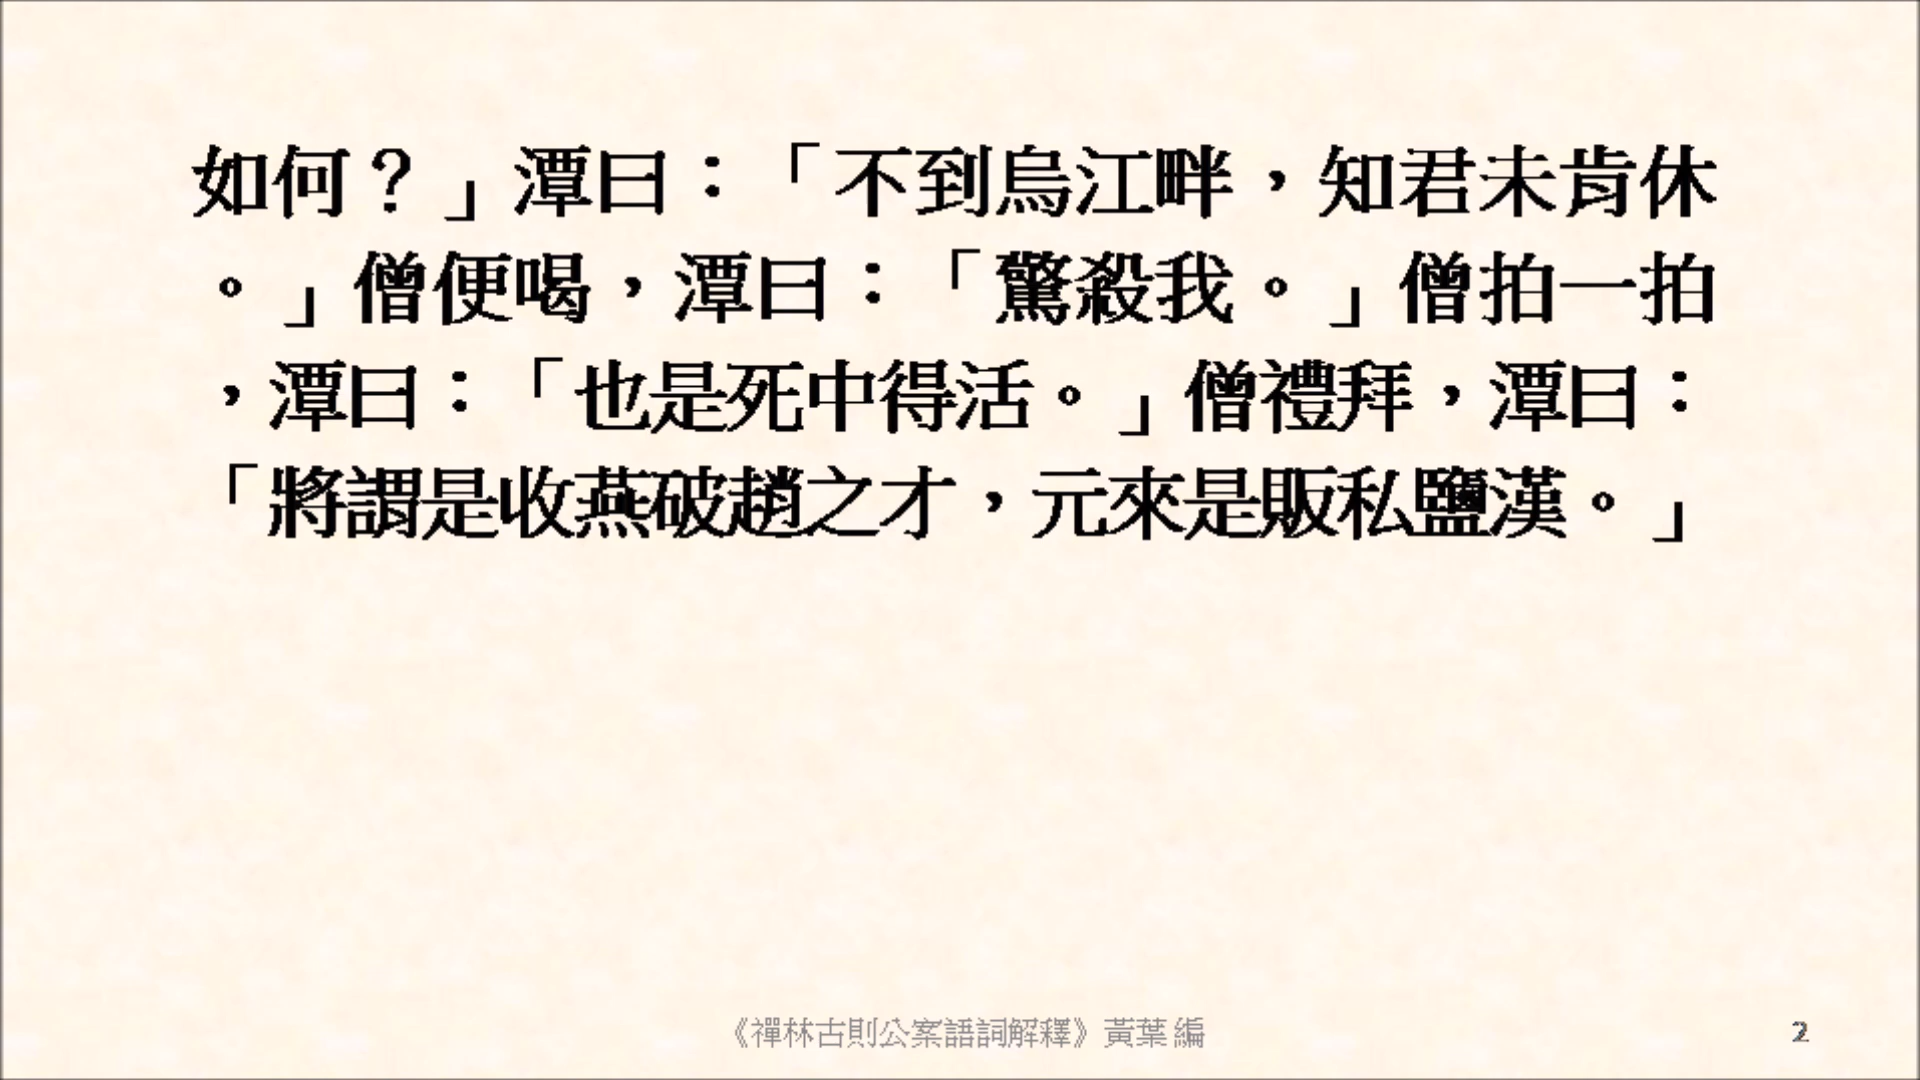 如何？」潭曰：「不到烏江畔，知君未肯休
。」僧便喝，潭曰：「驚殺我。」僧拍一拍
，潭曰：「也是死中得活。」僧禮拜，潭曰：
「將謂是收燕破趙之才，元來是販私鹽漢。」
《禪林古則公案語詞解釋》黃葉 編
2